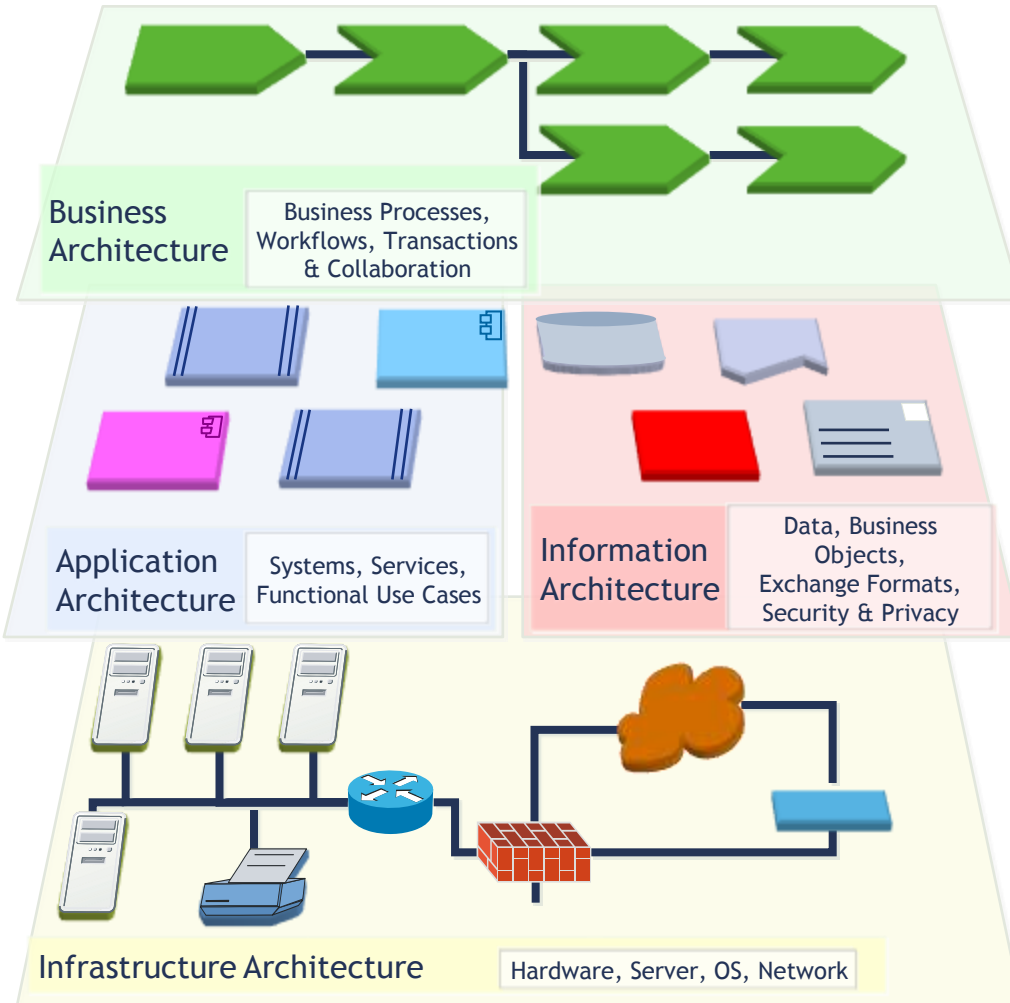 Business
Architecture
Business Processes,
Workflows, Transactions
& Collaboration
Application
Architecture
Systems, Services,
Functional Use Cases
Information
Architecture
Data, Business
Objects,
Exchange Formats,
Security & Privacy
Infrastructure Architecture
Hardware, Server, OS, Network